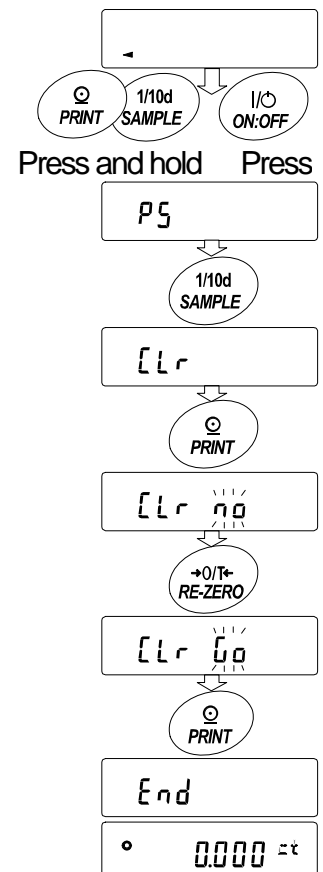 1/10d
PRINT SAMPLE ON:OFF
Press and hold Press
PS
1/10d
SAMPLE
CLr
PRINT
CLr no
→0/T←
RE-ZERO
CLr Go
PRINT
End
0.000 ct